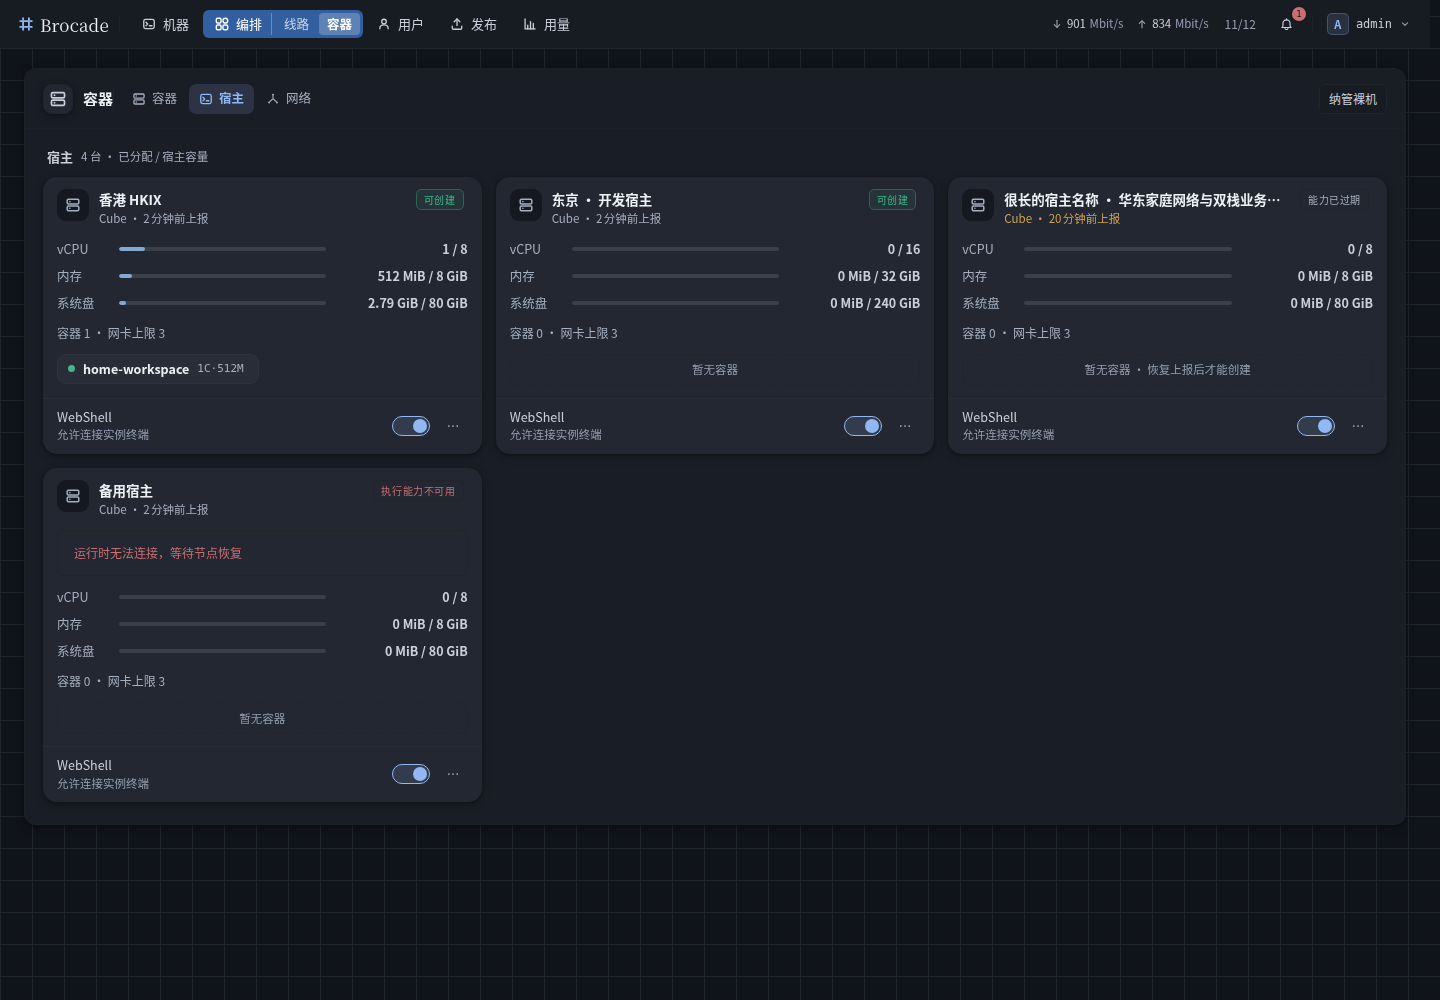 Brocade 机器 编排 线路 容器 用户 发布 用量 ↓ 901 Mbit/s ↑ 834 Mbit/s 11/12 1 A admin
容器 容器 宿主 网络 纳管裸机
宿主 4 台 · 已分配 / 宿主容量
香港 HKIX 可创建
Cube · 2 分钟前上报
vCPU 1 / 8
内存 512 MiB / 8 GiB
系统盘 2.79 GiB / 80 GiB
容器 1 · 网卡上限 3
home-workspace 1C·512M
WebShell
允许连接实例终端 ···
东京 · 开发宿主 可创建
Cube · 2 分钟前上报
vCPU 0 / 16
内存 0 MiB / 32 GiB
系统盘 0 MiB / 240 GiB
容器 0 · 网卡上限 3
暂无容器
WebShell
允许连接实例终端 ···
很长的宿主名称 · 华东家庭网络与双栈业务… 能力已过期
Cube · 20 分钟前上报
vCPU 0 / 8
内存 0 MiB / 8 GiB
系统盘 0 MiB / 80 GiB
容器 0 · 网卡上限 3
暂无容器 · 恢复上报后才能创建
WebShell
允许连接实例终端 ···
备用宿主 执行能力不可用
Cube · 2 分钟前上报
运行时无法连接，等待节点恢复
vCPU 0 / 8
内存 0 MiB / 8 GiB
系统盘 0 MiB / 80 GiB
容器 0 · 网卡上限 3
暂无容器
WebShell
允许连接实例终端 ···